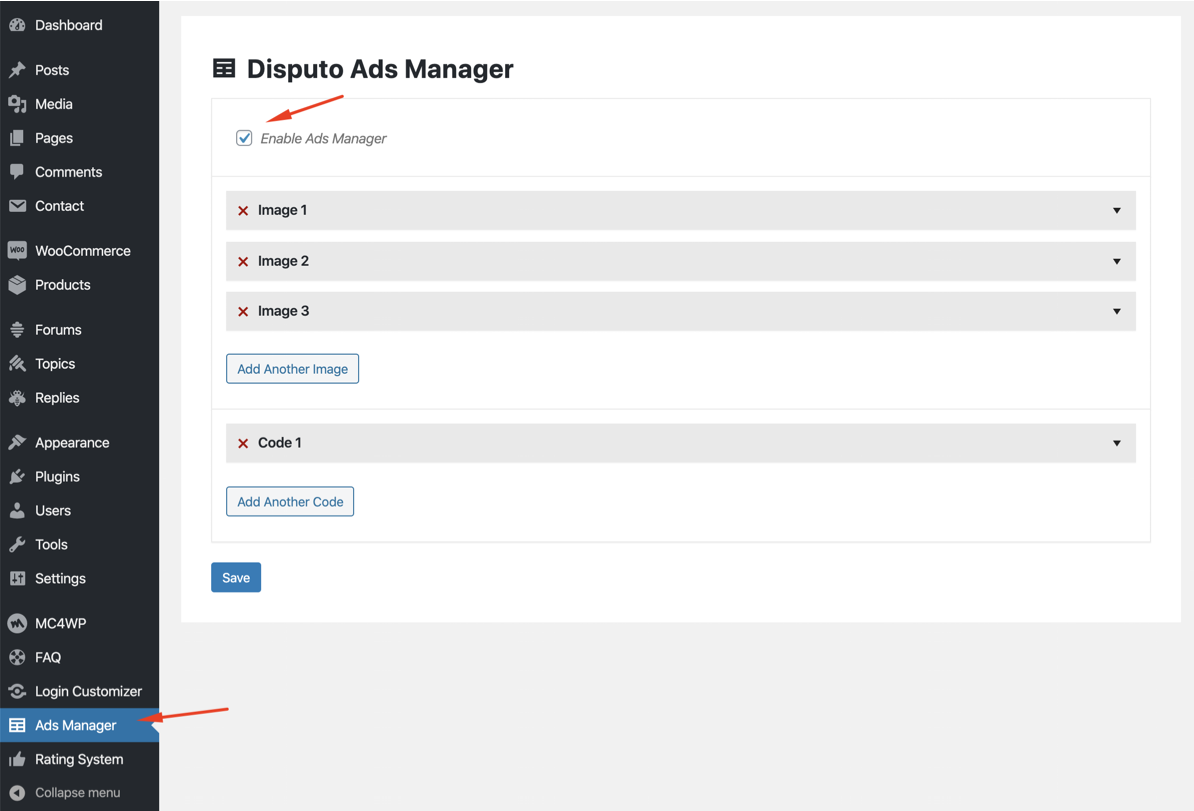 Dashboard
Posts
Media
Pages
Comments
Contact
WOO WooCommerce
Products
Forums
Topics
Replies
Appearance
Plugins
Users
Tools
Settings
MC4WP
FAQ
Login Customizer
Ads Manager
Rating System
Collapse menu
Disputo Ads Manager
Enable Ads Manager
Image 1
Image 2
Image 3
Add Another Image
Code 1
Add Another Code
Save